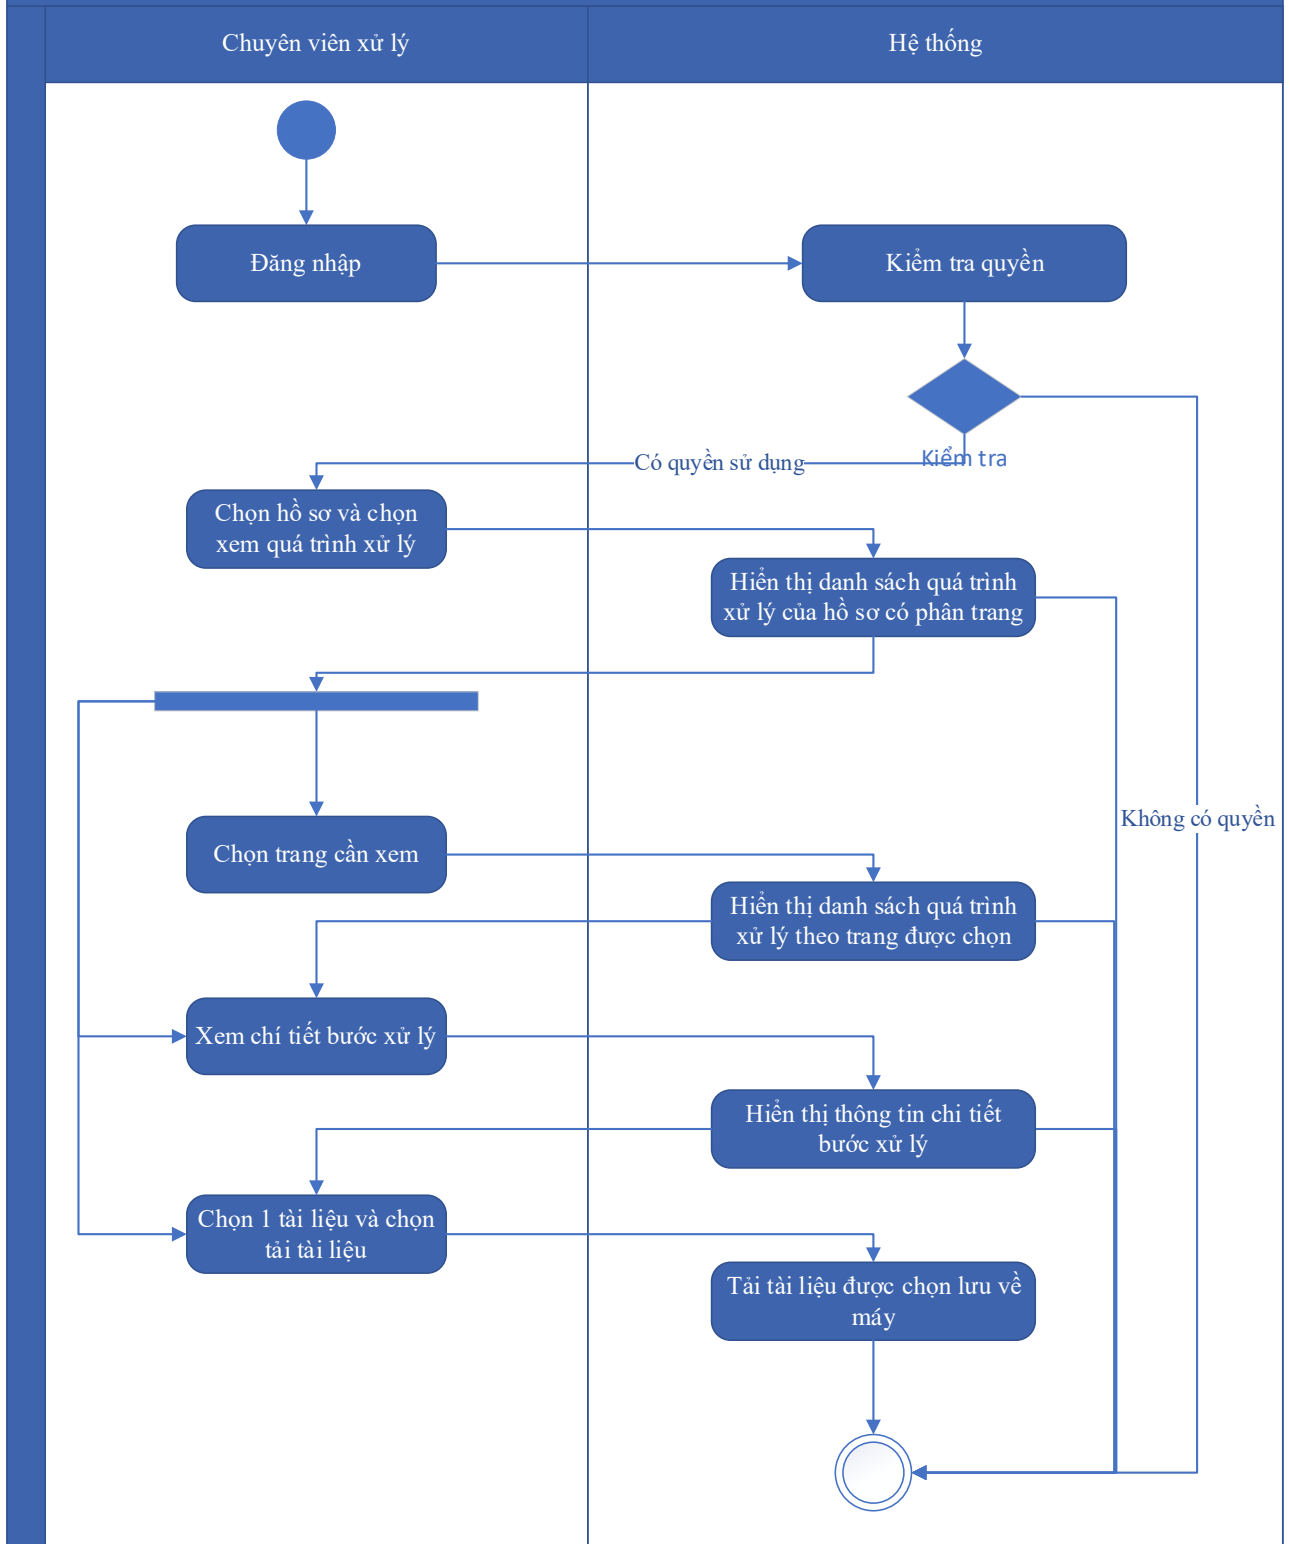 Chuyên viên xử lý
Hệ thống
Đăng nhập
Kiểm tra quyền
Kiểm tra
Có quyền sử dụng
Chọn hồ sơ và chọn
xem quá trình xử lý
Hiển thị danh sách quá trình
xử lý của hồ sơ có phân trang
Không có quyền
Chọn trang cần xem
Hiển thị danh sách quá trình
xử lý theo trang được chọn
Xem chí tiết bước xử lý
Hiển thị thông tin chi tiết
bước xử lý
Chọn 1 tài liệu và chọn
tải tài liệu
Tải tài liệu được chọn lưu về
máy